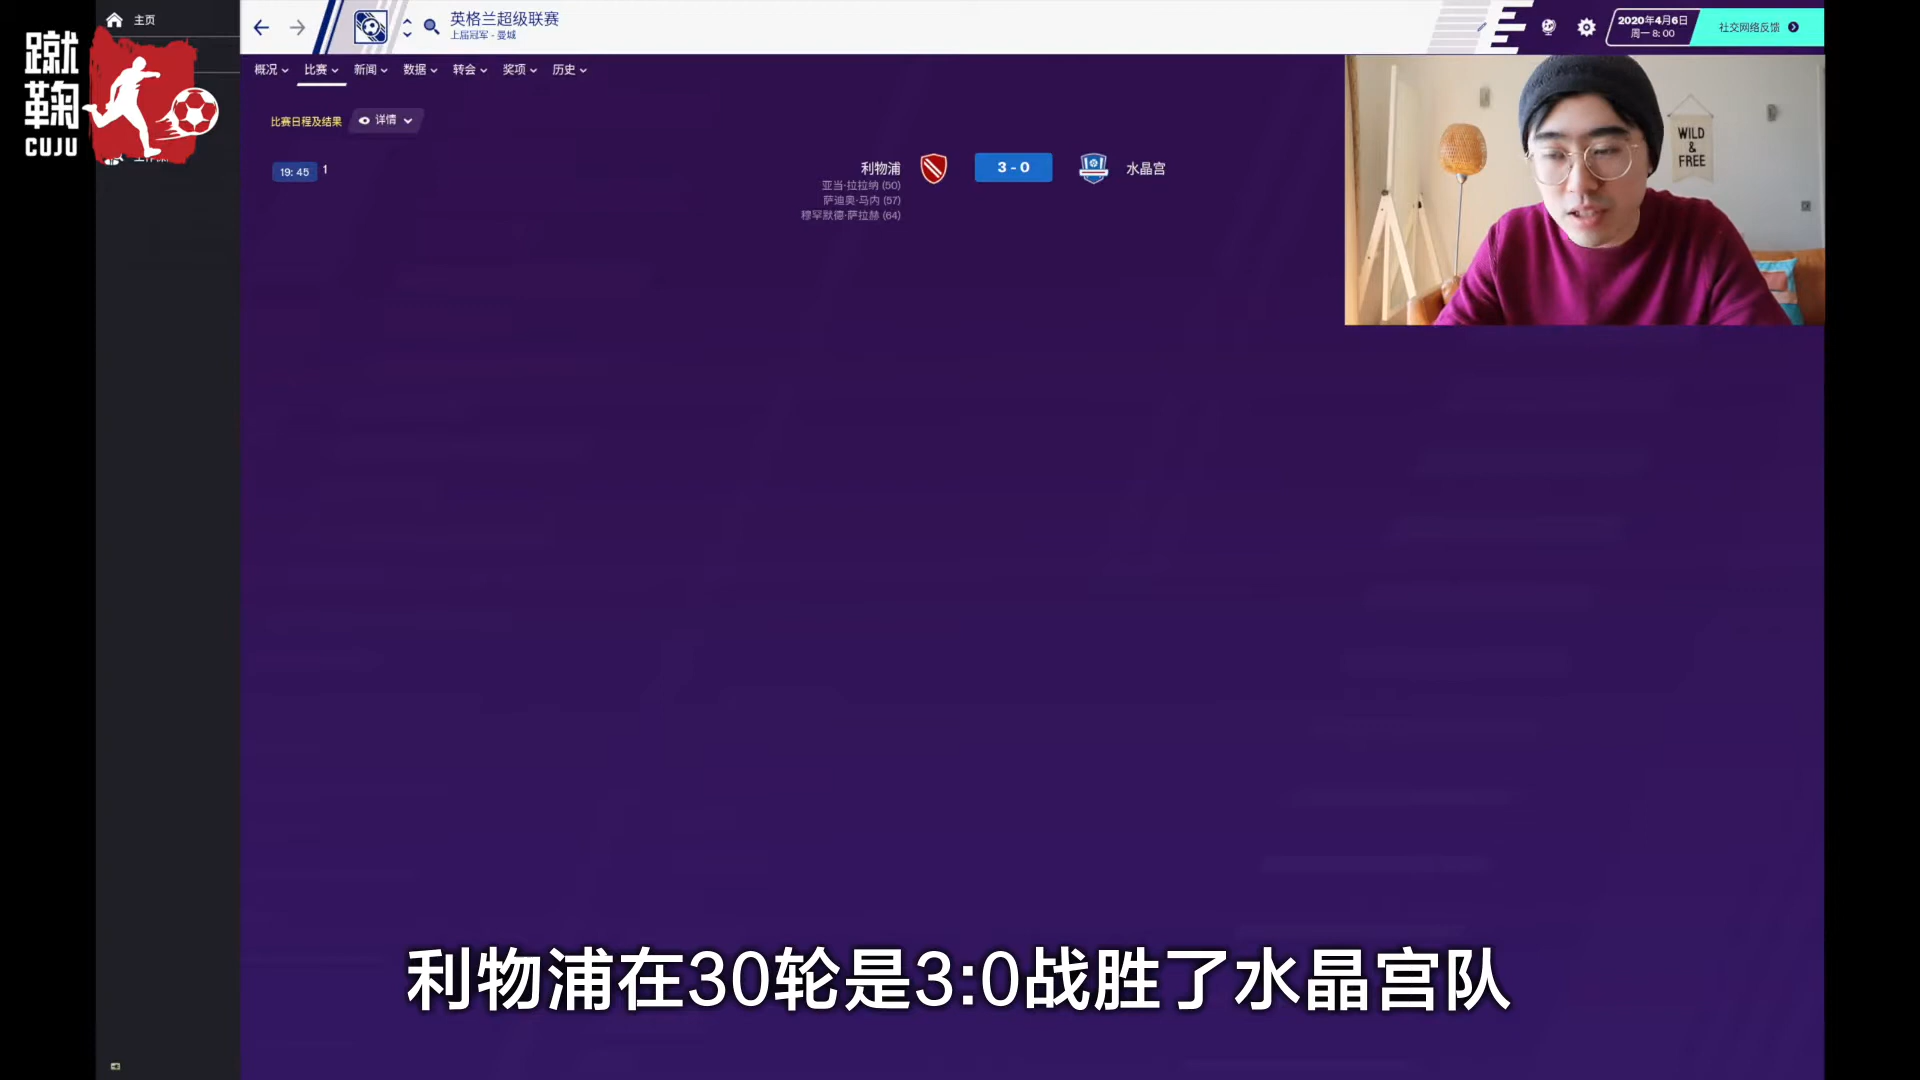 主页
英格兰超级联赛
上届冠军 - 曼城
2020年4月6日
周一 8:00
社交网络反馈
蹴
鞠
CUJU
概况 比赛 新闻 数据 转会 奖项 历史
比赛日程及结果 详情
19:45 1
利物浦 3 - 0 水晶宫
亚当·拉拉纳 (50)
萨迪奥·马内 (57)
穆罕默德·萨拉赫 (64)
WILD
&
FREE
利物浦在30轮是3:0战胜了水晶宫队